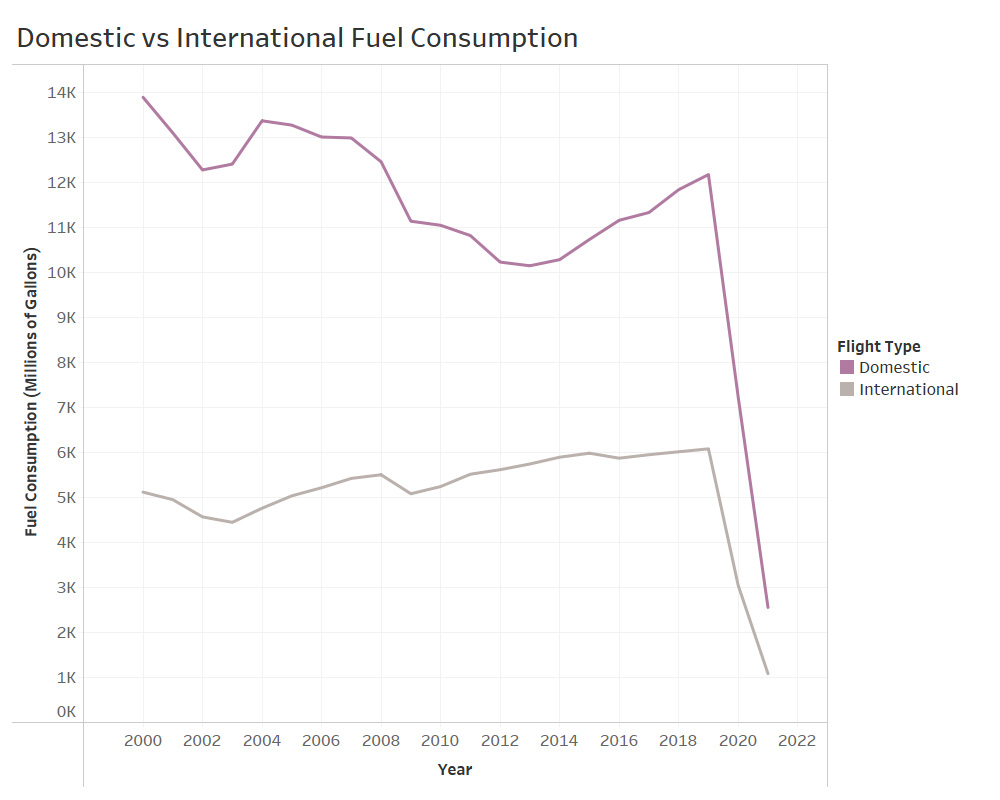 Domestic vs International Fuel Consumption
14K
13K
12K
11K
10K
9K
8K
7K
6K
5K
4K
3K
2K
1K
0K
Fuel Consumption (Millions of Gallons)
2000 2002 2004 2006 2008 2010 2012 2014 2016 2018 2020 2022
Year
Flight Type
Domestic
International